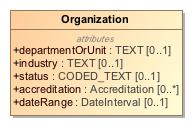 Organization
attributes
+departmentOrUnit : TEXT [0..1]
+industry : TEXT [0..1]
+status : CODED_TEXT [0..1]
+accreditation : Accreditation [0..*]
+dateRange : DateInterval [0..1]